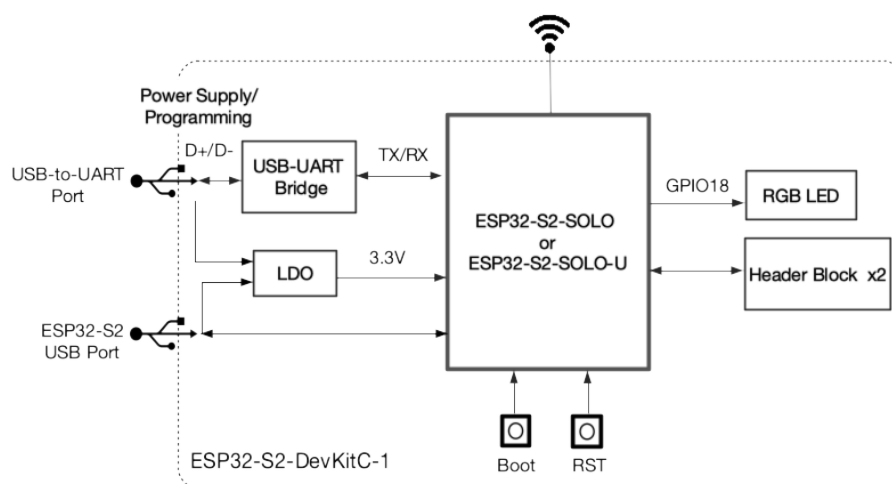 Power Supply/
Programming
USB-to-UART
Port
D+/D-
USB-UART
Bridge
TX/RX
ESP32-S2-SOLO
or
ESP32-S2-SOLO-U
GPIO18
RGB LED
LDO
3.3V
Header Block x2
ESP32-S2
USB Port
ESP32-S2-DevKitC-1
Boot
RST